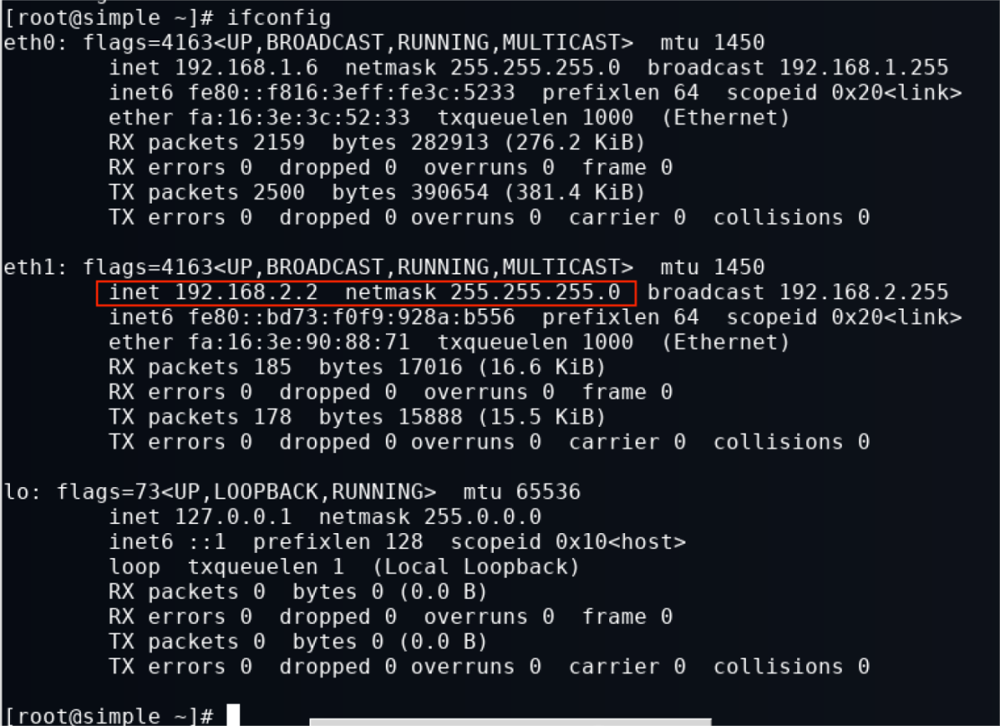 [root@simple ~]# ifconfig
eth0: flags=4163<UP,BROADCAST,RUNNING,MULTICAST>  mtu 1450
        inet 192.168.1.6  netmask 255.255.255.0  broadcast 192.168.1.255
        inet6 fe80::f816:3eff:fe3c:5233  prefixlen 64  scopeid 0x20<link>
        ether fa:16:3e:3c:52:33  txqueuelen 1000  (Ethernet)
        RX packets 2159  bytes 282913 (276.2 KiB)
        RX errors 0  dropped 0  overruns 0  frame 0
        TX packets 2500  bytes 390654 (381.4 KiB)
        TX errors 0  dropped 0 overruns 0  carrier 0  collisions 0

eth1: flags=4163<UP,BROADCAST,RUNNING,MULTICAST>  mtu 1450
        inet 192.168.2.2  netmask 255.255.255.0  broadcast 192.168.2.255
        inet6 fe80::bd73:f0f9:928a:b556  prefixlen 64  scopeid 0x20<link>
        ether fa:16:3e:90:88:71  txqueuelen 1000  (Ethernet)
        RX packets 185  bytes 17016 (16.6 KiB)
        RX errors 0  dropped 0  overruns 0  frame 0
        TX packets 178  bytes 15888 (15.5 KiB)
        TX errors 0  dropped 0 overruns 0  carrier 0  collisions 0

lo: flags=73<UP,LOOPBACK,RUNNING>  mtu 65536
        inet 127.0.0.1  netmask 255.0.0.0
        inet6 ::1  prefixlen 128  scopeid 0x10<host>
        loop  txqueuelen 1  (Local Loopback)
        RX packets 0  bytes 0 (0.0 B)
        RX errors 0  dropped 0  overruns 0  frame 0
        TX packets 0  bytes 0 (0.0 B)
        TX errors 0  dropped 0 overruns 0  carrier 0  collisions 0

[root@simple ~]#